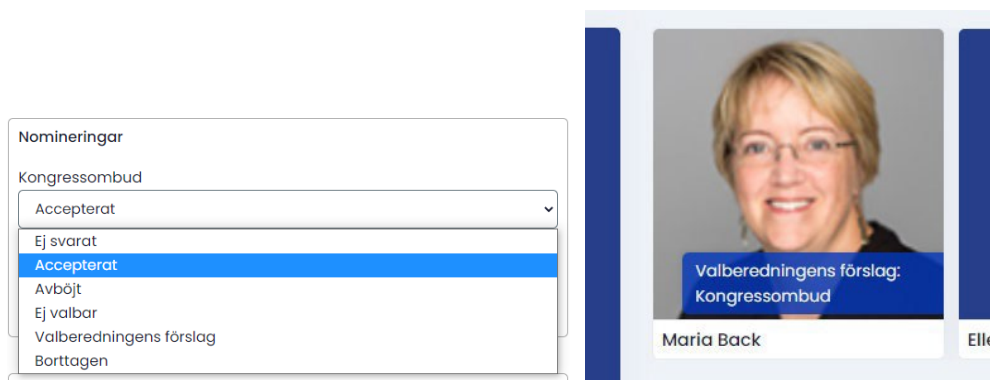 Nomineringar
Kongressombud
Accepterat
Ej svarat
Accepterat
Avböjt
Ej valbar
Valberedningens förslag
Borttagen
Valberedningens förslag:
Kongressombud
Maria Back